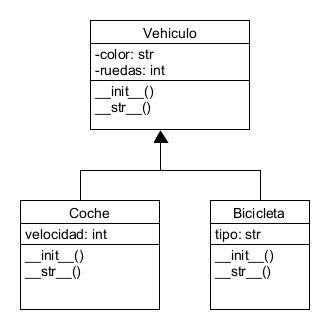 Vehiculo
-color: str
-ruedas: int
__init__()
__str__()
Coche
velocidad: int
__init__()
__str__()
Bicicleta
tipo: str
__init__()
__str__()